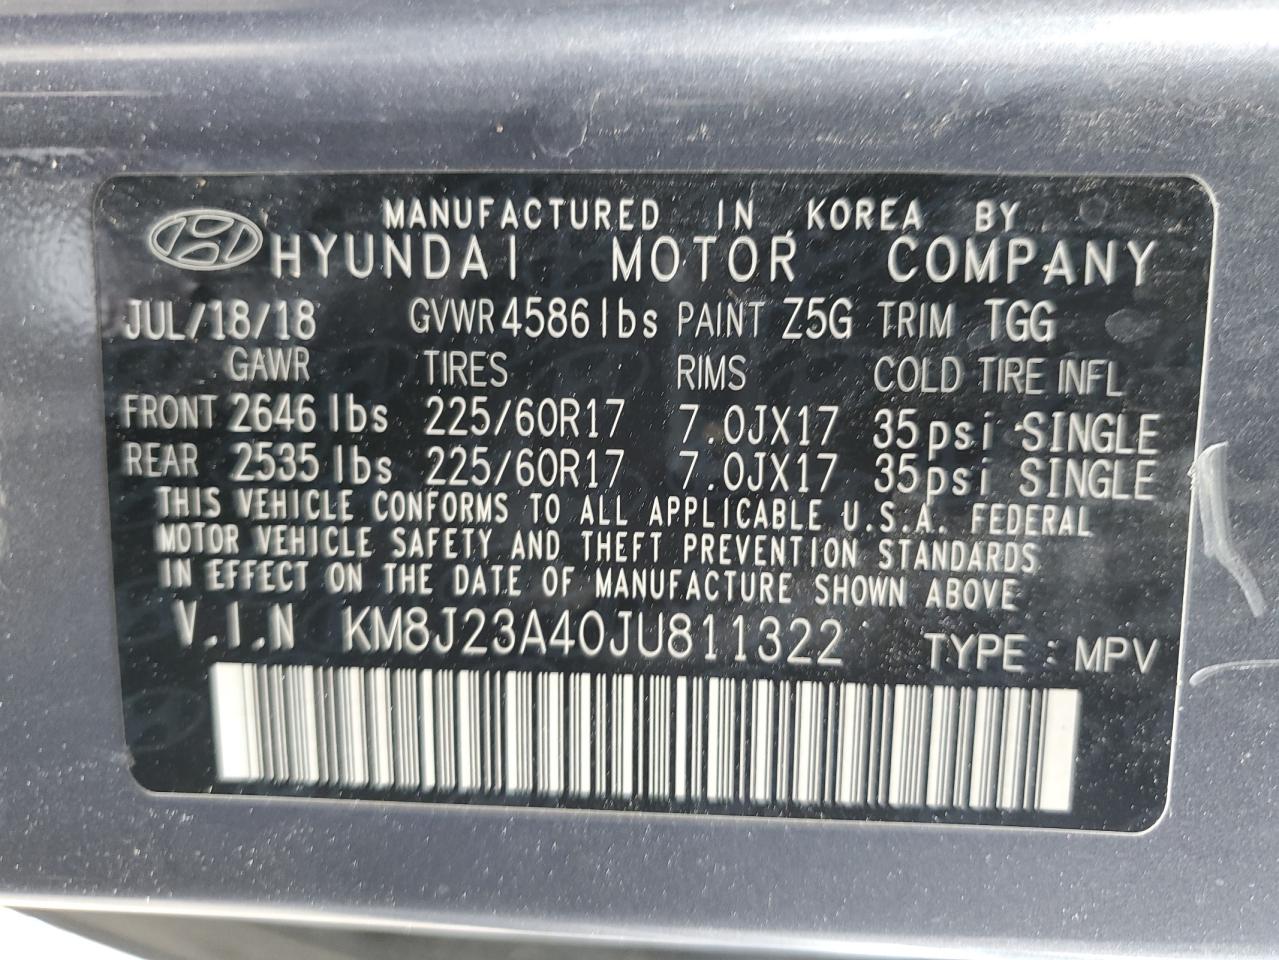 MANUFACTURED IN KOREA BY
HYUNDAI MOTOR COMPANY
JUL/18/18 GVWR 4586 lbs PAINT Z5G TRIM TGG
GAWR TIRES RIMS COLD TIRE INFL
FRONT 2646 lbs 225/60R17 7.0JX17 35psi SINGLE
REAR 2535 lbs 225/60R17 7.0JX17 35psi SINGLE
THIS VEHICLE CONFORMS TO ALL APPLICABLE U.S.A. FEDERAL
MOTOR VEHICLE SAFETY AND THEFT PREVENTION STANDARDS
IN EFFECT ON THE DATE OF MANUFACTURE SHOWN ABOVE
V.I.N KM8J23A40JU811322 TYPE : MPV